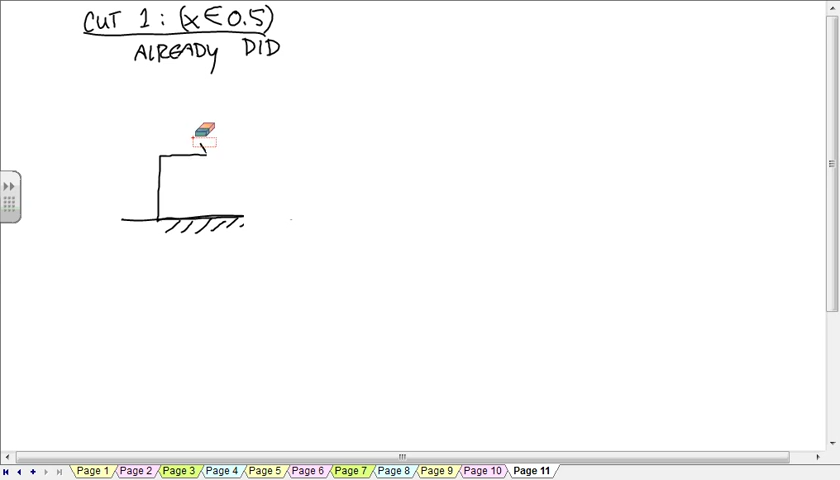 CUT 1: (x ∈ 0.5)
ALREADY DID
Page 1 Page 2 Page 3 Page 4 Page 5 Page 6 Page 7 Page 8 Page 9 Page 10 Page 11